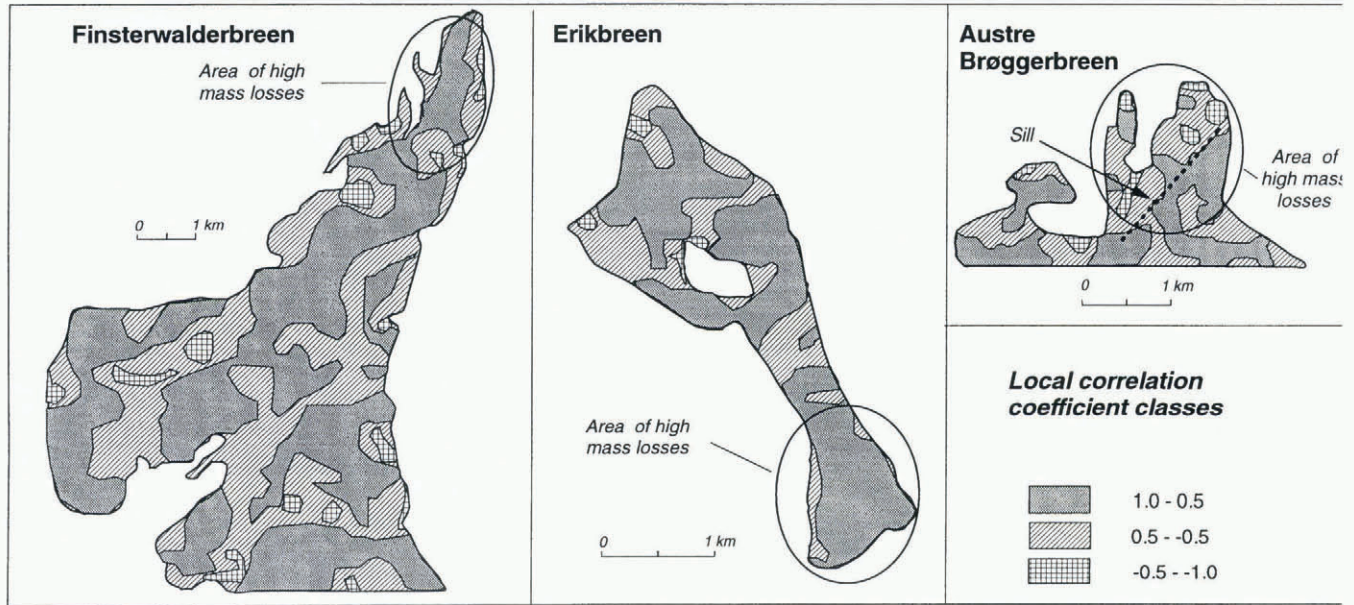 Finsterwalderbreen
Area of high
mass losses
0 1 km
Erikbreen
Area of high
mass losses
0 1 km
Austre
Brøggerbreen
Sill
Area of
high mass
losses
0 1 km
Local correlation
coefficient classes
1.0 - 0.5
0.5 - -0.5
-0.5 - -1.0